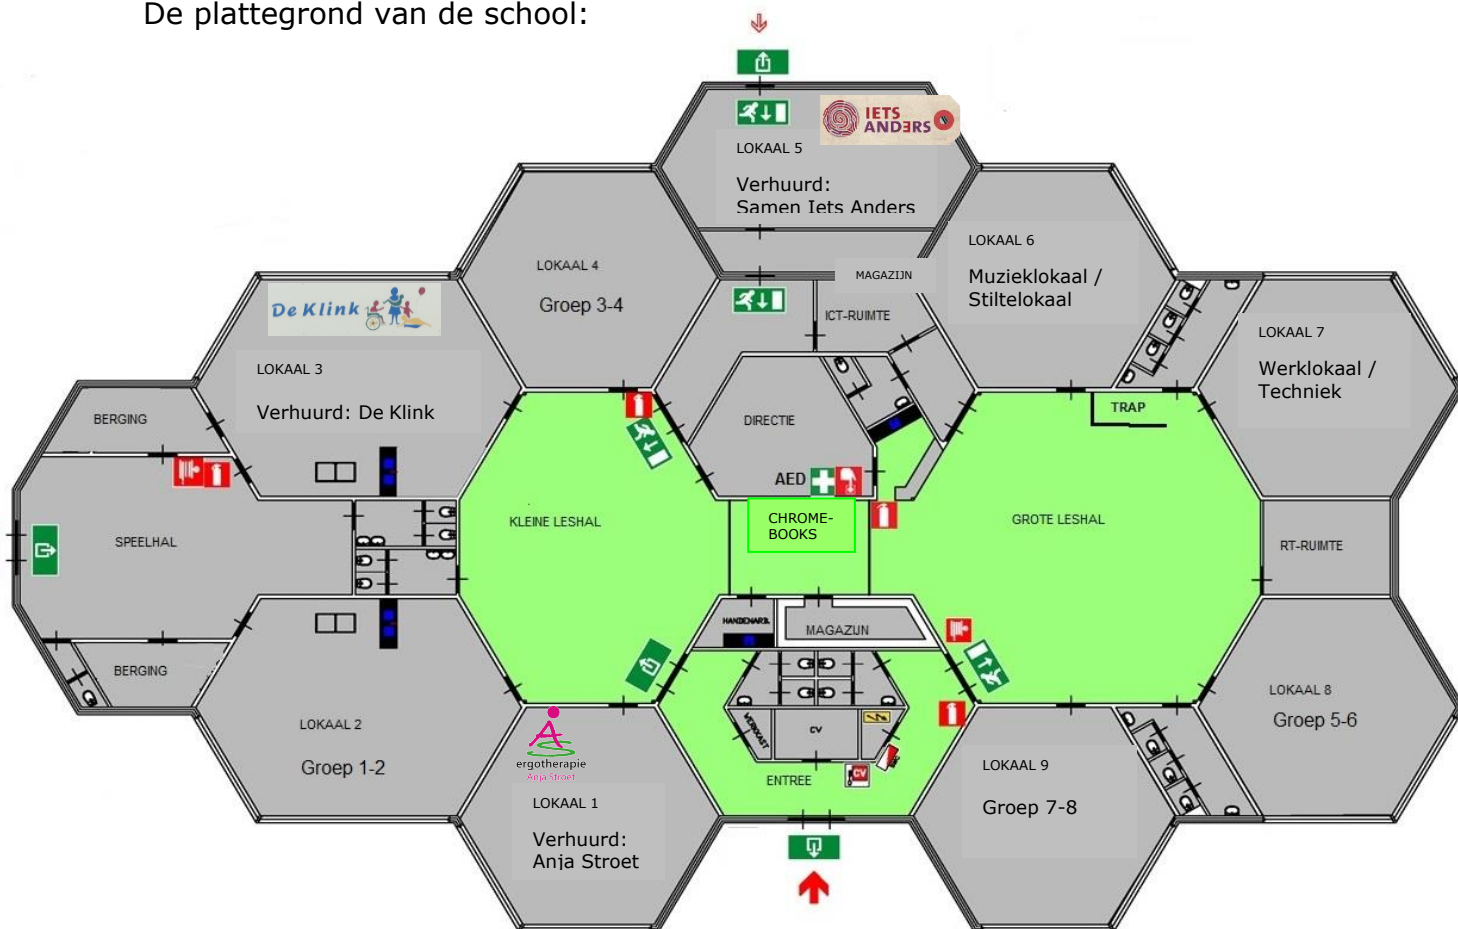 De plattegrond van de school:
IETS
ANDERS
LOKAAL 5
Verhuurd:
Samen Iets Anders
LOKAAL 4
Groep 3-4
LOKAAL 6
Muzieklokaal /
Stiltelokaal
MAGAZIJN
ICT-RUIMTE
De Klink
LOKAAL 3
Verhuurd: De Klink
LOKAAL 7
Werklokaal /
Techniek
BERGING
DIRECTIE
TRAP
AED
SPEELHAL
KLEINE LESHAL
CHROME-
BOOKS
GROTE LESHAL
RT-RUIMTE
HANDENARB.
MAGAZIJN
BERGING
LOKAAL 2
Groep 1-2
ergotherapie
Anja Stroet
LOKAAL 1
Verhuurd:
Anja Stroet
WERKKAST
CV
CV
ENTREE
LOKAAL 9
Groep 7-8
LOKAAL 8
Groep 5-6